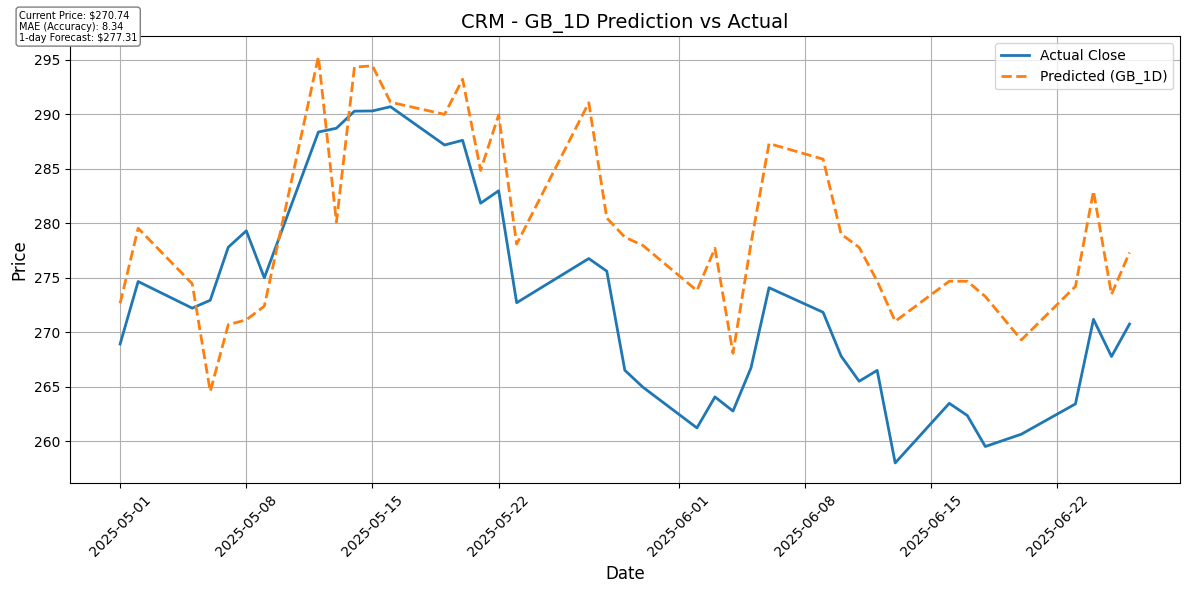 CRM - GB_1D Prediction vs Actual
Current Price: $270.74
MAE (Accuracy): 8.34
1-day Forecast: $277.31
Actual Close
Predicted (GB_1D)
Price
295
290
285
280
275
270
265
260
2025-05-01
2025-05-08
2025-05-15
2025-05-22
2025-06-01
2025-06-08
2025-06-15
2025-06-22
Date